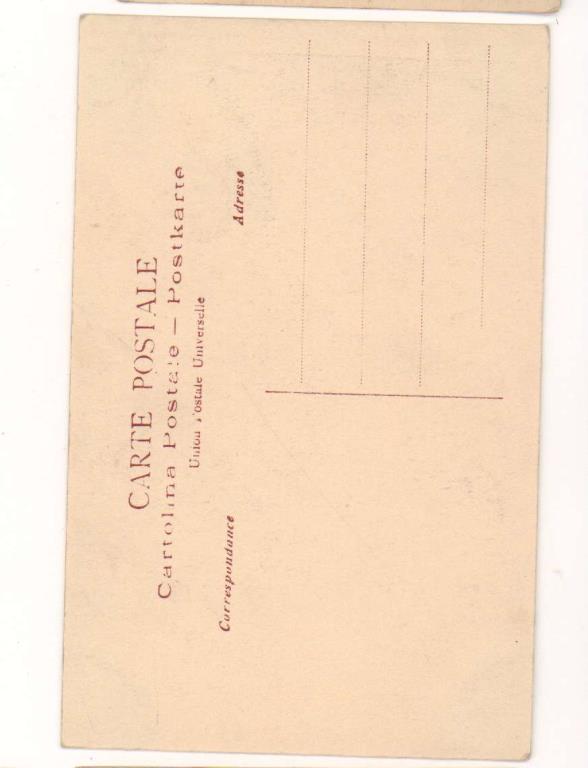 CARTE POSTALE
Cartolina Postale — Postkarte
Union Postale Universelle
Correspondance
Adresse